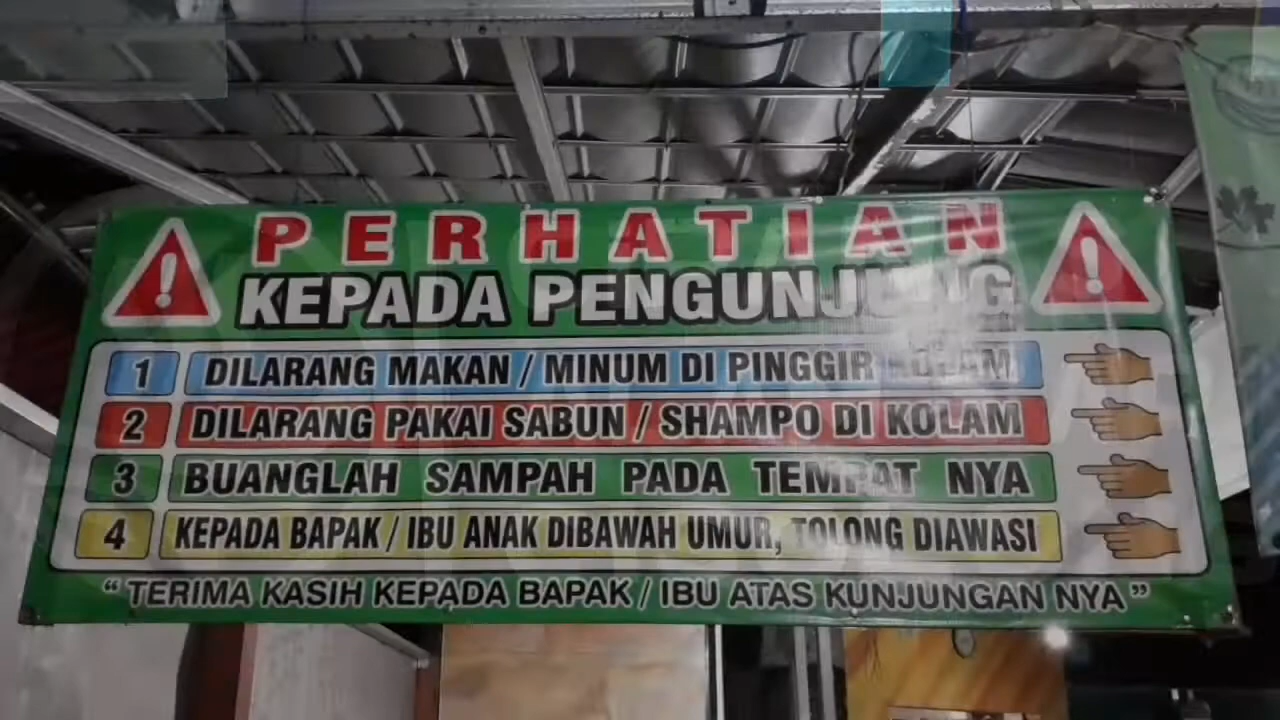 PERHATIAN
KEPADA PENGUNJUNG
1 DILARANG MAKAN / MINUM DI PINGGIR KOLAM
2 DILARANG PAKAI SABUN / SHAMPO DI KOLAM
3 BUANGLAH SAMPAH PADA TEMPAT NYA
4 KEPADA BAPAK / IBU ANAK DIBAWAH UMUR, TOLONG DIAWASI
“ TERIMA KASIH KEPADA BAPAK / IBU ATAS KUNJUNGAN NYA ”